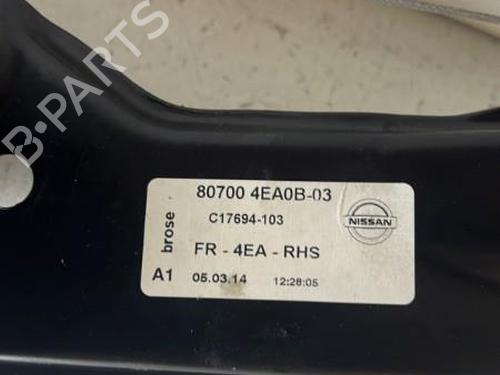 B-PARTS
brose
80700 4EA0B-03
C17694-103
NISSAN
FR - 4EA - RHS
A1 05.03.14 12:28:05